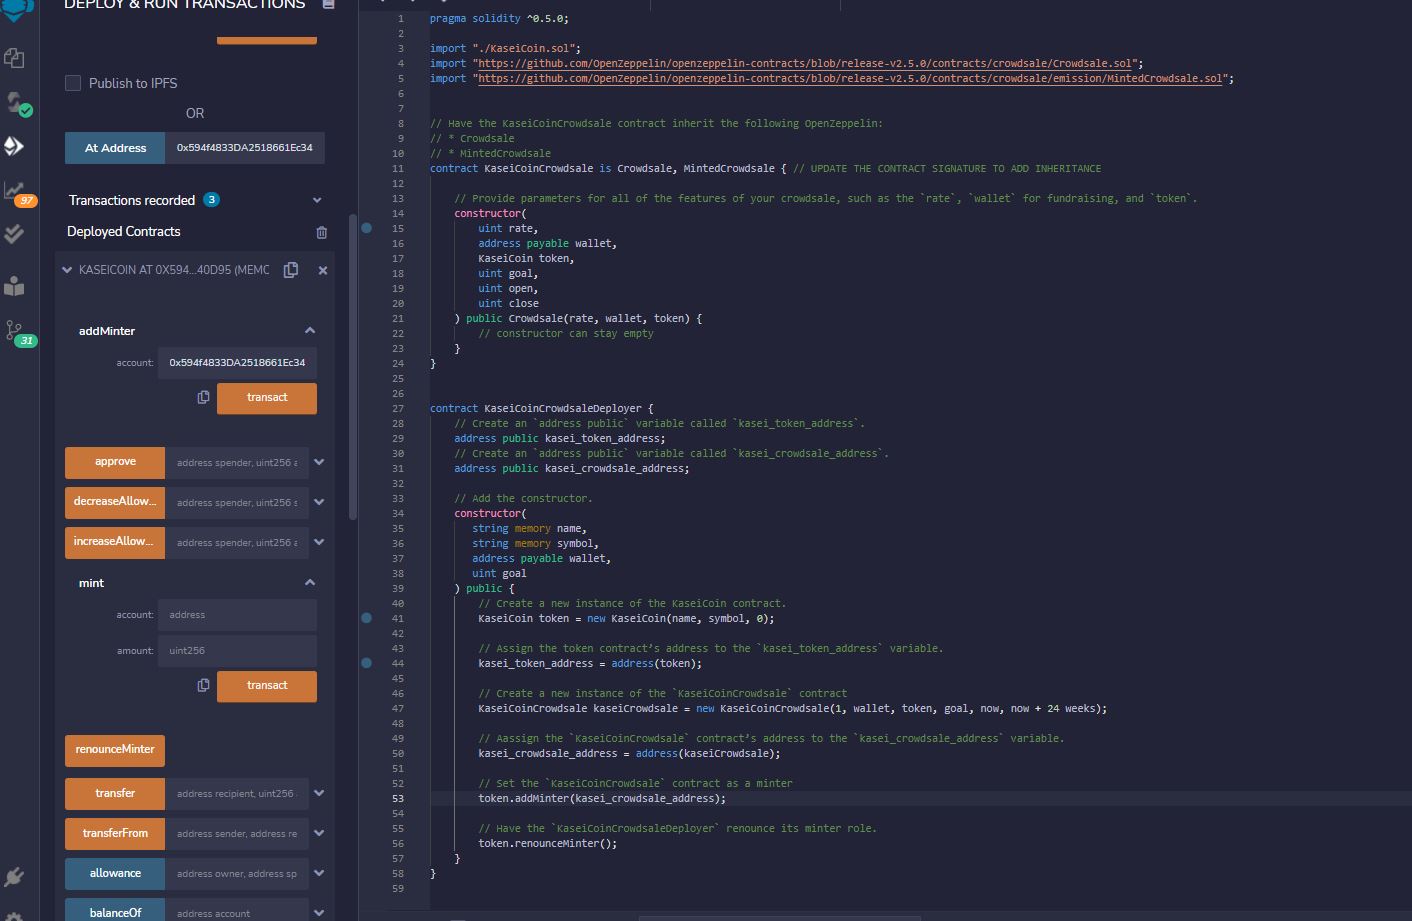 DEPLOY & RUN TRANSACTIONS
Publish to IPFS
OR
At Address 0x594f4833DA2518661Ec34
97
Transactions recorded 3
Deployed Contracts
KASEICOIN AT 0X594...40D95 (MEMC
31
addMinter
account: 0x594f4833DA2518661Ec34
transact
approve address spender, uint256 a
decreaseAllow... address spender, uint256 s
increaseAllow... address spender, uint256 a
mint
account: address
amount: uint256
transact
renounceMinter
transfer address recipient, uint256
transferFrom address sender, address re
allowance address owner, address sp
balanceOf address account
1 pragma solidity ^0.5.0;
2
3 import "./KaseiCoin.sol";
4 import "https://github.com/OpenZeppelin/openzeppelin-contracts/blob/release-v2.5.0/contracts/crowdsale/Crowdsale.sol";
5 import "https://github.com/OpenZeppelin/openzeppelin-contracts/blob/release-v2.5.0/contracts/crowdsale/emission/MintedCrowdsale.sol";
6
7
8 // Have the KaseiCoinCrowdsale contract inherit the following OpenZeppelin:
9 // * Crowdsale
10 // * MintedCrowdsale
11 contract KaseiCoinCrowdsale is Crowdsale, MintedCrowdsale { // UPDATE THE CONTRACT SIGNATURE TO ADD INHERITANCE
12
13 // Provide parameters for all of the features of your crowdsale, such as the `rate`, `wallet` for fundraising, and `token`.
14 constructor(
15 uint rate,
16 address payable wallet,
17 KaseiCoin token,
18 uint goal,
19 uint open,
20 uint close
21 ) public Crowdsale(rate, wallet, token) {
22 // constructor can stay empty
23 }
24 }
25
26
27 contract KaseiCoinCrowdsaleDeployer {
28 // Create an `address public` variable called `kasei_token_address`.
29 address public kasei_token_address;
30 // Create an `address public` variable called `kasei_crowdsale_address`.
31 address public kasei_crowdsale_address;
32
33 // Add the constructor.
34 constructor(
35 string memory name,
36 string memory symbol,
37 address payable wallet,
38 uint goal
39 ) public {
40 // Create a new instance of the KaseiCoin contract.
41 KaseiCoin token = new KaseiCoin(name, symbol, 0);
42
43 // Assign the token contract’s address to the `kasei_token_address` variable.
44 kasei_token_address = address(token);
45
46 // Create a new instance of the `KaseiCoinCrowdsale` contract
47 KaseiCoinCrowdsale kaseiCrowdsale = new KaseiCoinCrowdsale(1, wallet, token, goal, now, now + 24 weeks);
48
49 // Aassign the `KaseiCoinCrowdsale` contract’s address to the `kasei_crowdsale_address` variable.
50 kasei_crowdsale_address = address(kaseiCrowdsale);
51
52 // Set the `KaseiCoinCrowdsale` contract as a minter
53 token.addMinter(kasei_crowdsale_address);
54
55 // Have the `KaseiCoinCrowdsaleDeployer` renounce its minter role.
56 token.renounceMinter();
57 }
58 }
59